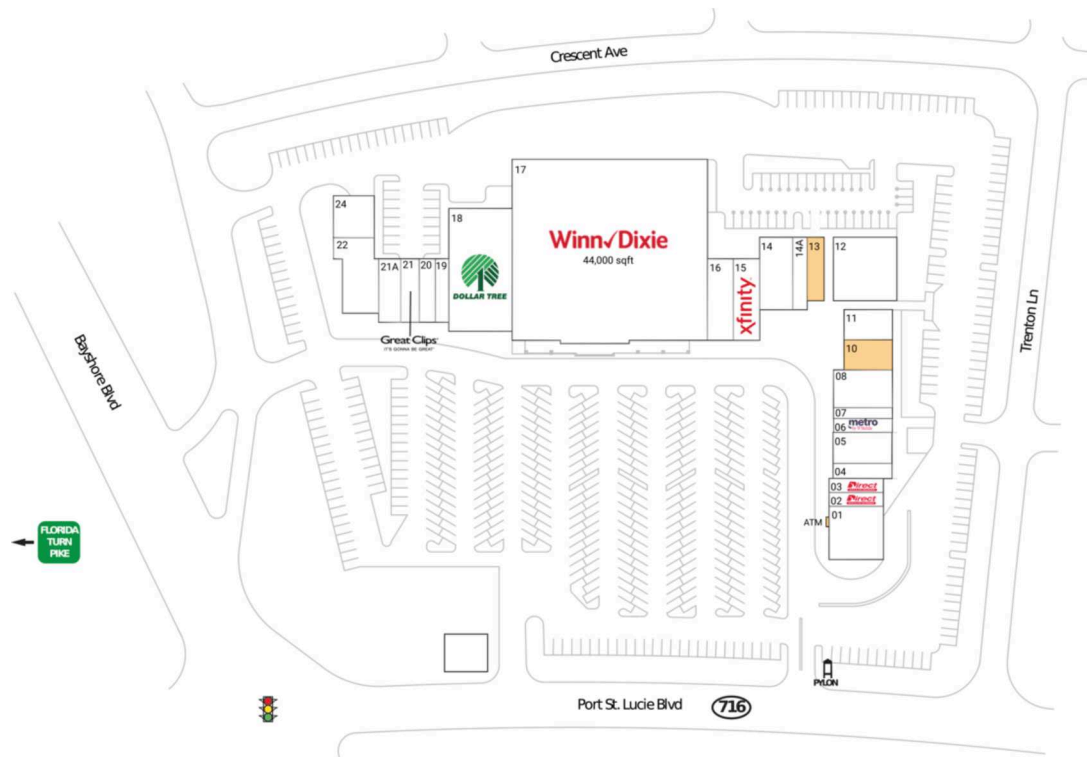 Crescent Ave
17
24
18
Winn✓Dixie
44,000 sqft
22
14
14A
13
12
21A
21
20
19
16
15
xfinity
DOLLAR TREE
Trenton Ln
11
Great Clips
IT'S GONNA BE GREAT
Bayshore Blvd
10
08
07
metro
06
05
04
03 Direct
02 Direct
01
ATM
FLORIDA
TURN
PIKE
PYLON
Port St. Lucie Blvd
716